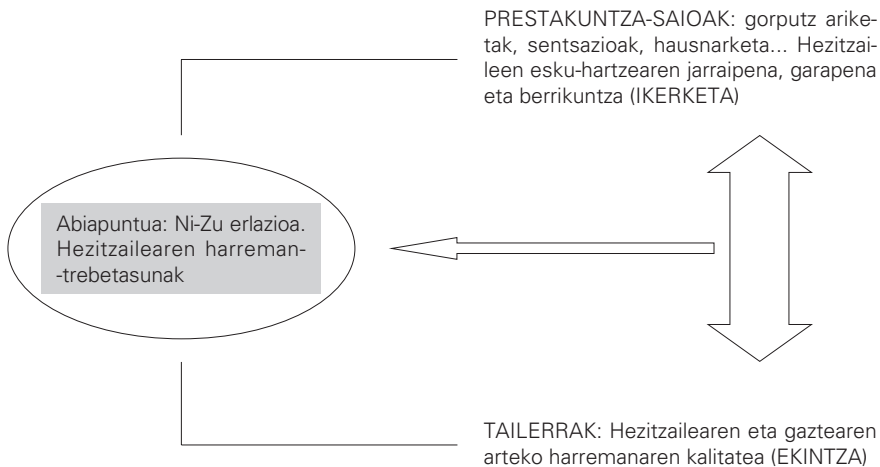 PRESTAKUNTZA-SAIOAK: gorputz arike-
tak, sentsazioak, hausnarketa... Hezitzai-
leen esku-hartzearen jarraipena, garapena
eta berrikuntza (IKERKETA)
Abiapuntua: Ni-Zu erlazioa.
Hezitzailearen harreman-
-trebetasunak
TAILERRAK: Hezitzailearen eta gaztearen
arteko harremanaren kalitatea (EKINTZA)